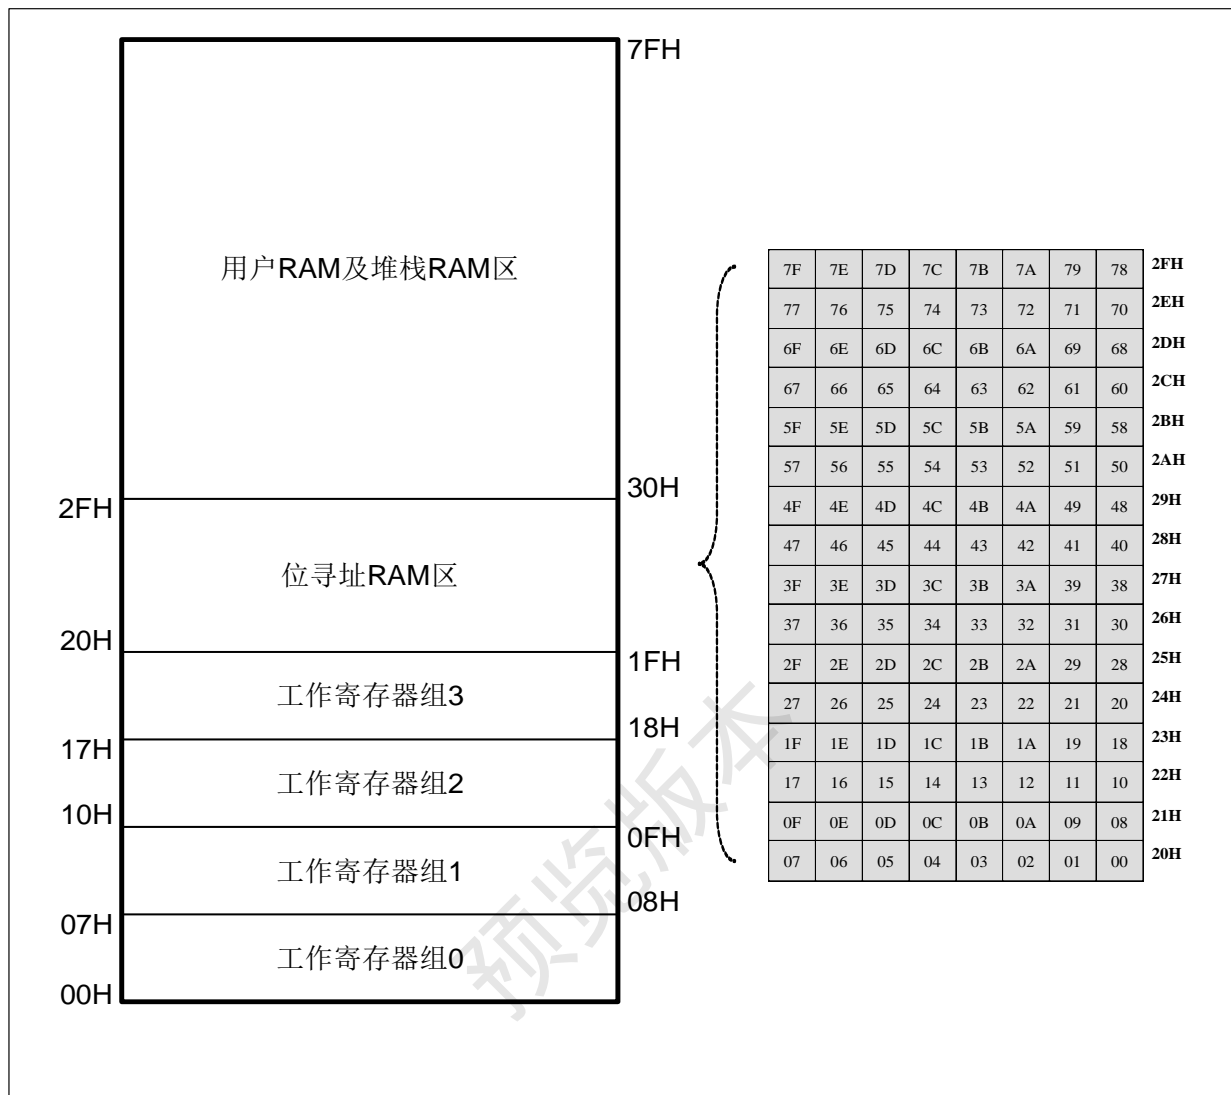 7FH
用户RAM及堆栈RAM区
30H
2FH
位寻址RAM区
20H
1FH
工作寄存器组3
18H
17H
工作寄存器组2
10H
0FH
工作寄存器组1
08H
07H
工作寄存器组0
00H
7F 7E 7D 7C 7B 7A 79 78 2FH
77 76 75 74 73 72 71 70 2EH
6F 6E 6D 6C 6B 6A 69 68 2DH
67 66 65 64 63 62 61 60 2CH
5F 5E 5D 5C 5B 5A 59 58 2BH
57 56 55 54 53 52 51 50 2AH
4F 4E 4D 4C 4B 4A 49 48 29H
47 46 45 44 43 42 41 40 28H
3F 3E 3D 3C 3B 3A 39 38 27H
37 36 35 34 33 32 31 30 26H
2F 2E 2D 2C 2B 2A 29 28 25H
27 26 25 24 23 22 21 20 24H
1F 1E 1D 1C 1B 1A 19 18 23H
17 16 15 14 13 12 11 10 22H
0F 0E 0D 0C 0B 0A 09 08 21H
07 06 05 04 03 02 01 00 20H
预览版本